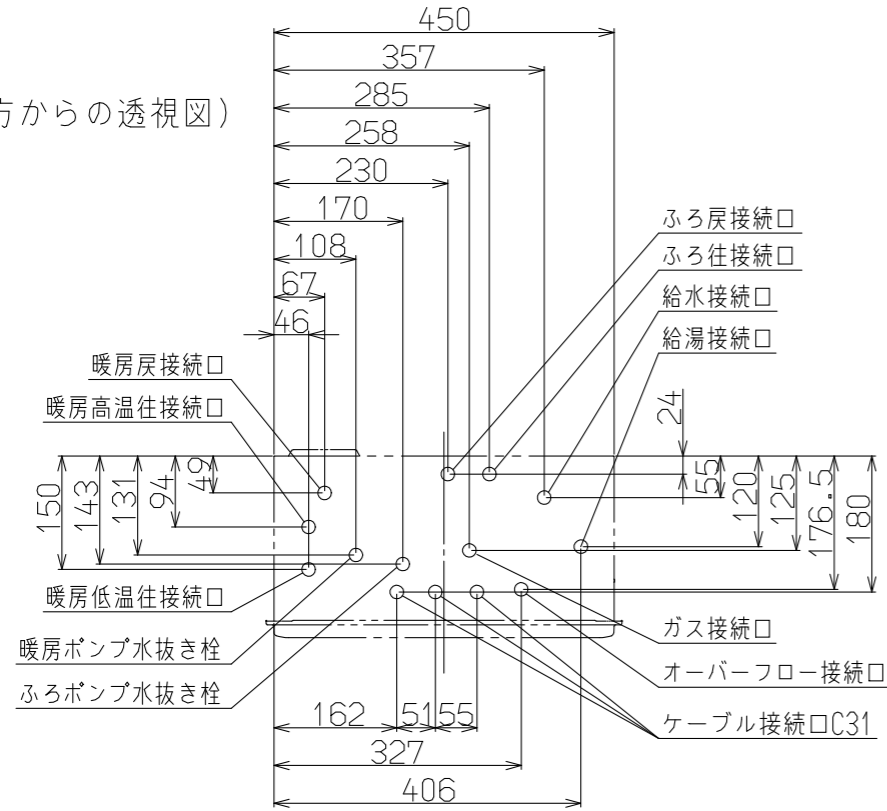 450
357
方からの透視図)
285
258
230
170
108
67
46
ふろ戻接続口
ふろ往接続口
給水接続口
給湯接続口
暖房戻接続口
暖房高温往接続口
24
150
143
131
94
49
55
120
125
176.5
180
暖房低温往接続口
暖房ポンプ水抜き栓
ふろポンプ水抜き栓
ガス接続口
オーバーフロー接続口
ケーブル接続口C31
162
51
55
327
406